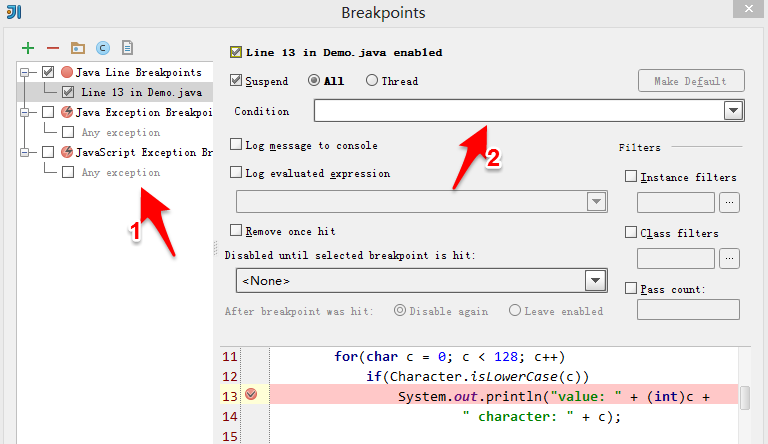 Breakpoints
Java Line Breakpoints
Line 13 in Demo.java
Java Exception Breakpoi
Any exception
JavaScript Exception Br
Any exception
1
Line 13 in Demo.java enabled
Suspend All Thread Make Default
Condition
2
Log message to console
Log evaluated expression
Remove once hit
Disabled until selected breakpoint is hit:
<None>
After breakpoint was hit: Disable again Leave enabled
Filters
Instance filters
...
Class filters
...
Pass count:
11 for(char c = 0; c < 128; c++)
12 if(Character.isLowerCase(c))
13 System.out.println("value: " + (int)c +
14 " character: " + c);
15